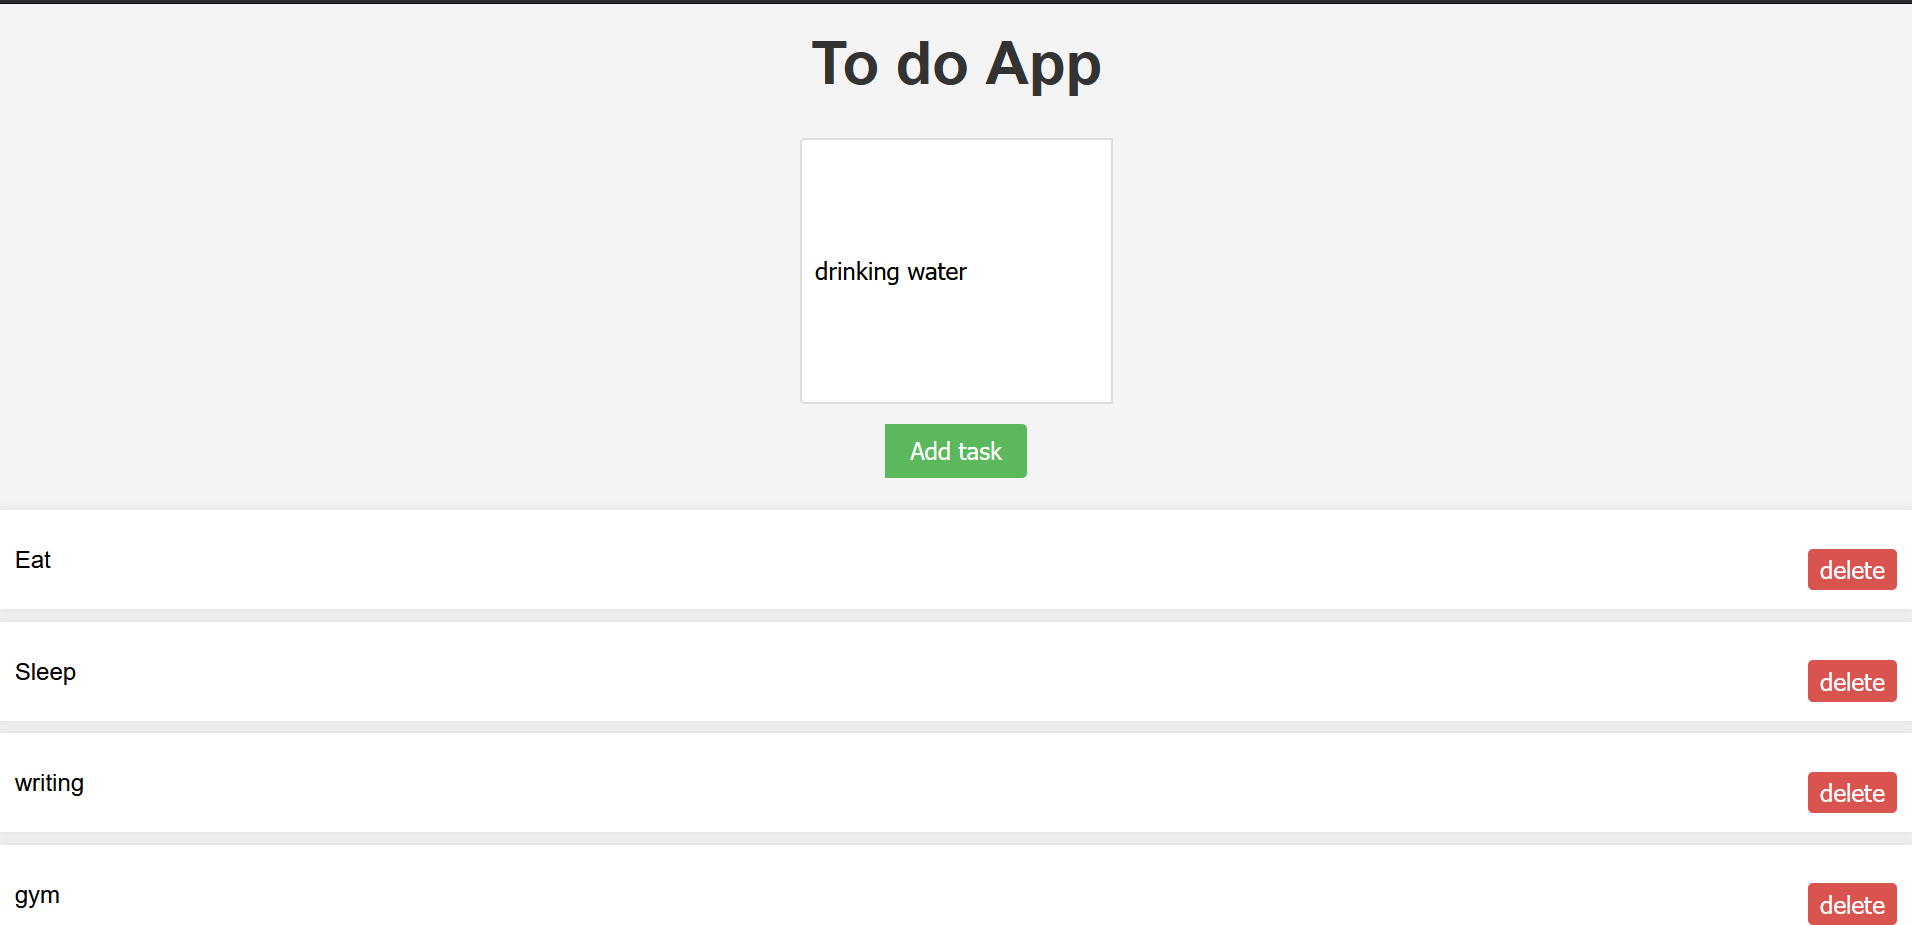 To do App
drinking water
Add task
Eat
delete
Sleep
delete
writing
delete
gym
delete